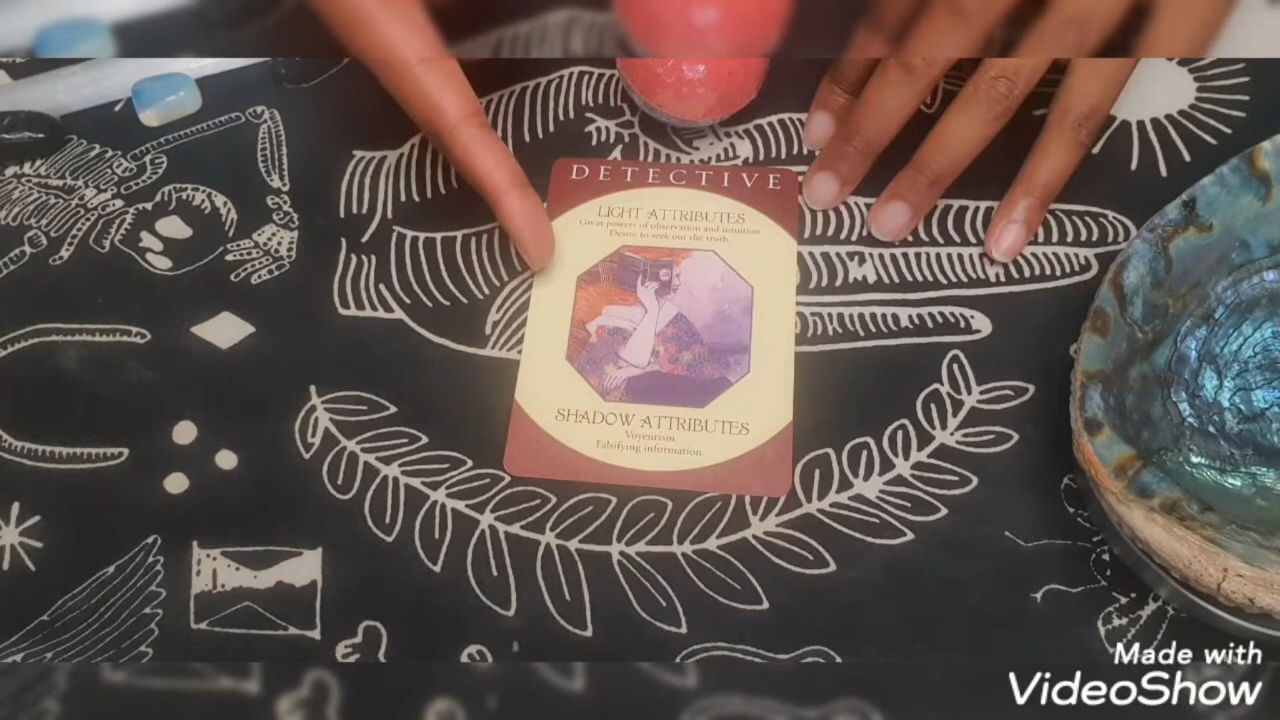 DETECTIVE
LIGHT ATTRIBUTES
Great powers of observation and intuition
Desire to seek out the truth.
SHADOW ATTRIBUTES
Voyeurism.
Falsifying information.
Made with
VideoShow